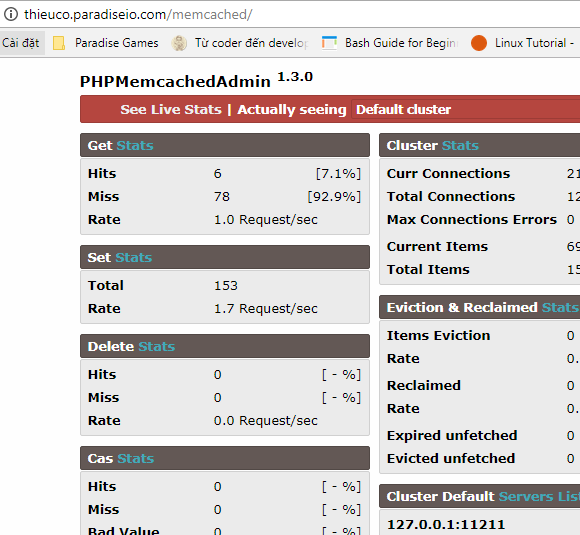 thieuco.paradiseio.com/memcached/
Cài đặt Paradise Games Từ coder đến develop Bash Guide for Begin Linux Tutorial -
PHPMemcachedAdmin 1.3.0
See Live Stats | Actually seeing Default cluster
Get Stats
Hits 6 [7.1%]
Miss 78 [92.9%]
Rate 1.0 Request/sec
Set Stats
Total 153
Rate 1.7 Request/sec
Delete Stats
Hits 0 [ - %]
Miss 0 [ - %]
Rate 0.0 Request/sec
Cas Stats
Hits 0 [ - %]
Miss 0 [ - %]
Bad Value 0 [ - %]
Cluster Stats
Curr Connections 21
Total Connections 12
Max Connections Errors 0
Current Items 69
Total Items 15
Eviction & Reclaimed Stats
Items Eviction 0
Rate 0.
Reclaimed 0
Rate 0.
Expired unfetched 0
Evicted unfetched 0
Cluster Default Servers List
127.0.0.1:11211